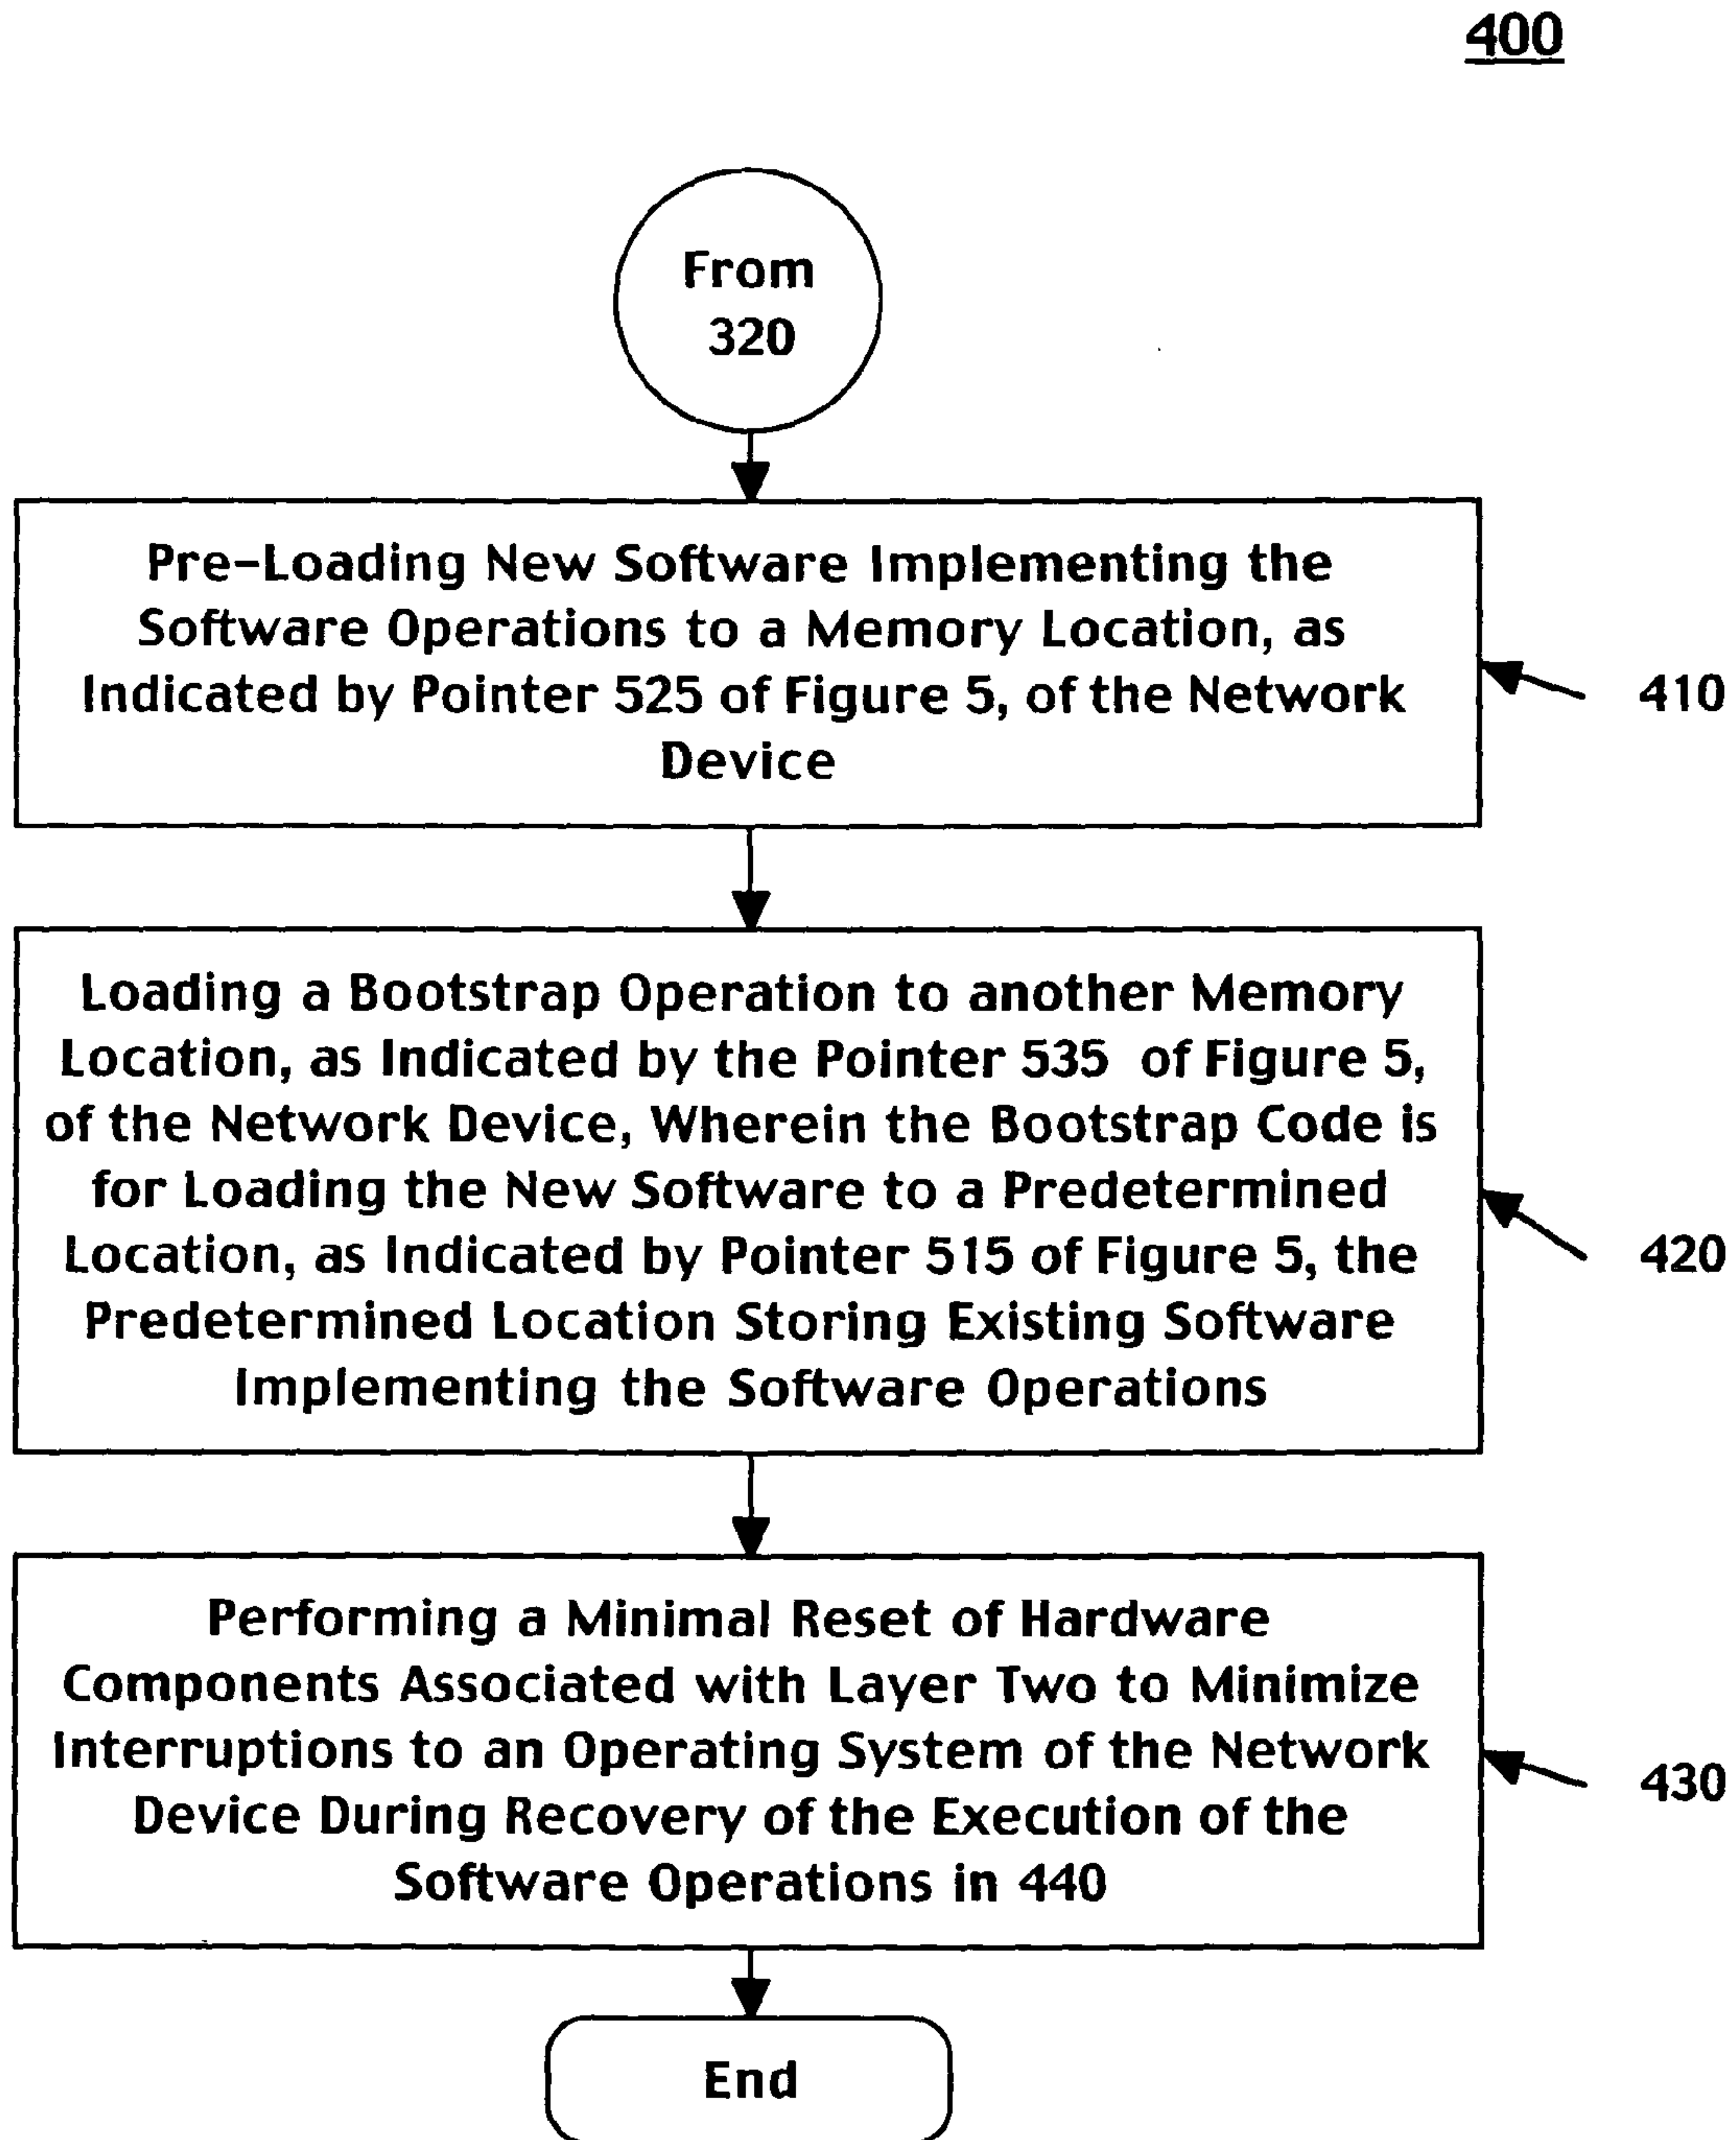 400
From
320
Pre-Loading New Software Implementing the
Software Operations to a Memory Location, as
Indicated by Pointer 525 of Figure 5, of the Network
Device
410
Loading a Bootstrap Operation to another Memory
Location, as Indicated by the Pointer 535 of Figure 5,
of the Network Device, Wherein the Bootstrap Code is
for Loading the New Software to a Predetermined
Location, as Indicated by Pointer 515 of Figure 5, the
Predetermined Location Storing Existing Software
Implementing the Software Operations
420
Performing a Minimal Reset of Hardware
Components Associated with Layer Two to Minimize
Interruptions to an Operating System of the Network
Device During Recovery of the Execution of the
Software Operations in 440
430
End